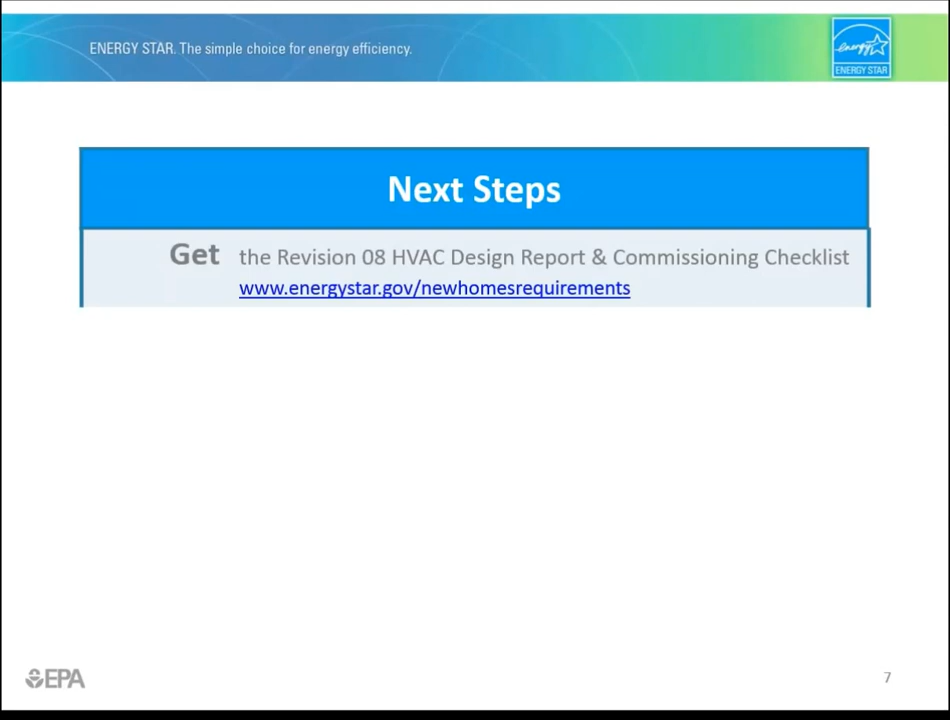 ENERGY STAR. The simple choice for energy efficiency.
energy
ENERGY STAR
Next Steps
Get the Revision 08 HVAC Design Report & Commissioning Checklist
www.energystar.gov/newhomesrequirements
EPA
7